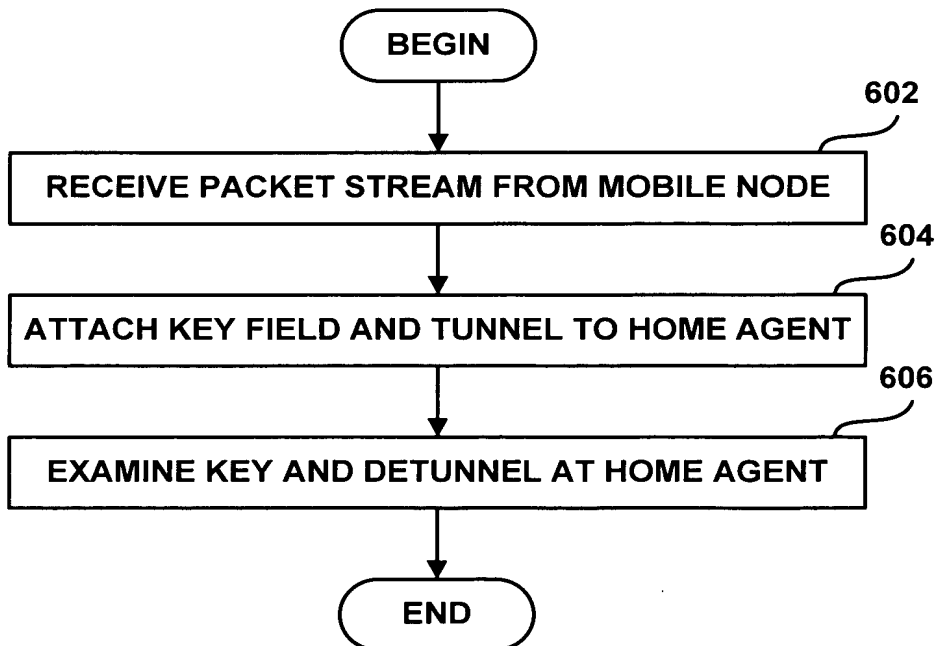 BEGIN
602
RECEIVE PACKET STREAM FROM MOBILE NODE
604
ATTACH KEY FIELD AND TUNNEL TO HOME AGENT
606
EXAMINE KEY AND DETUNNEL AT HOME AGENT
END